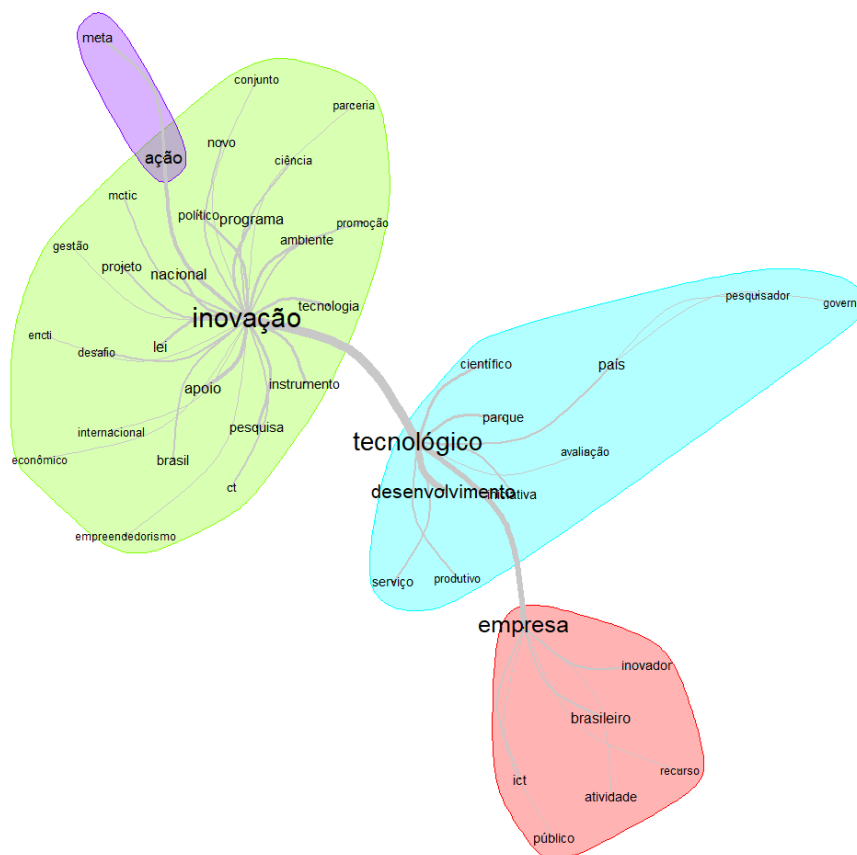 meta
conjunto
parceria
novo
ação
ciência
mctic
político
programa
promoção
ambiente
gestão
projeto
nacional
tecnologia
inovação
encti
desafio
lei
apoio
instrumento
internacional
pesquisa
econômico
brasil
ct
empreendedorismo
pesquisador
govern
científico
país
parque
tecnológico
avaliação
desenvolvimento
iniciativa
serviço
produtivo
empresa
inovador
brasileiro
recurso
ict
atividade
público